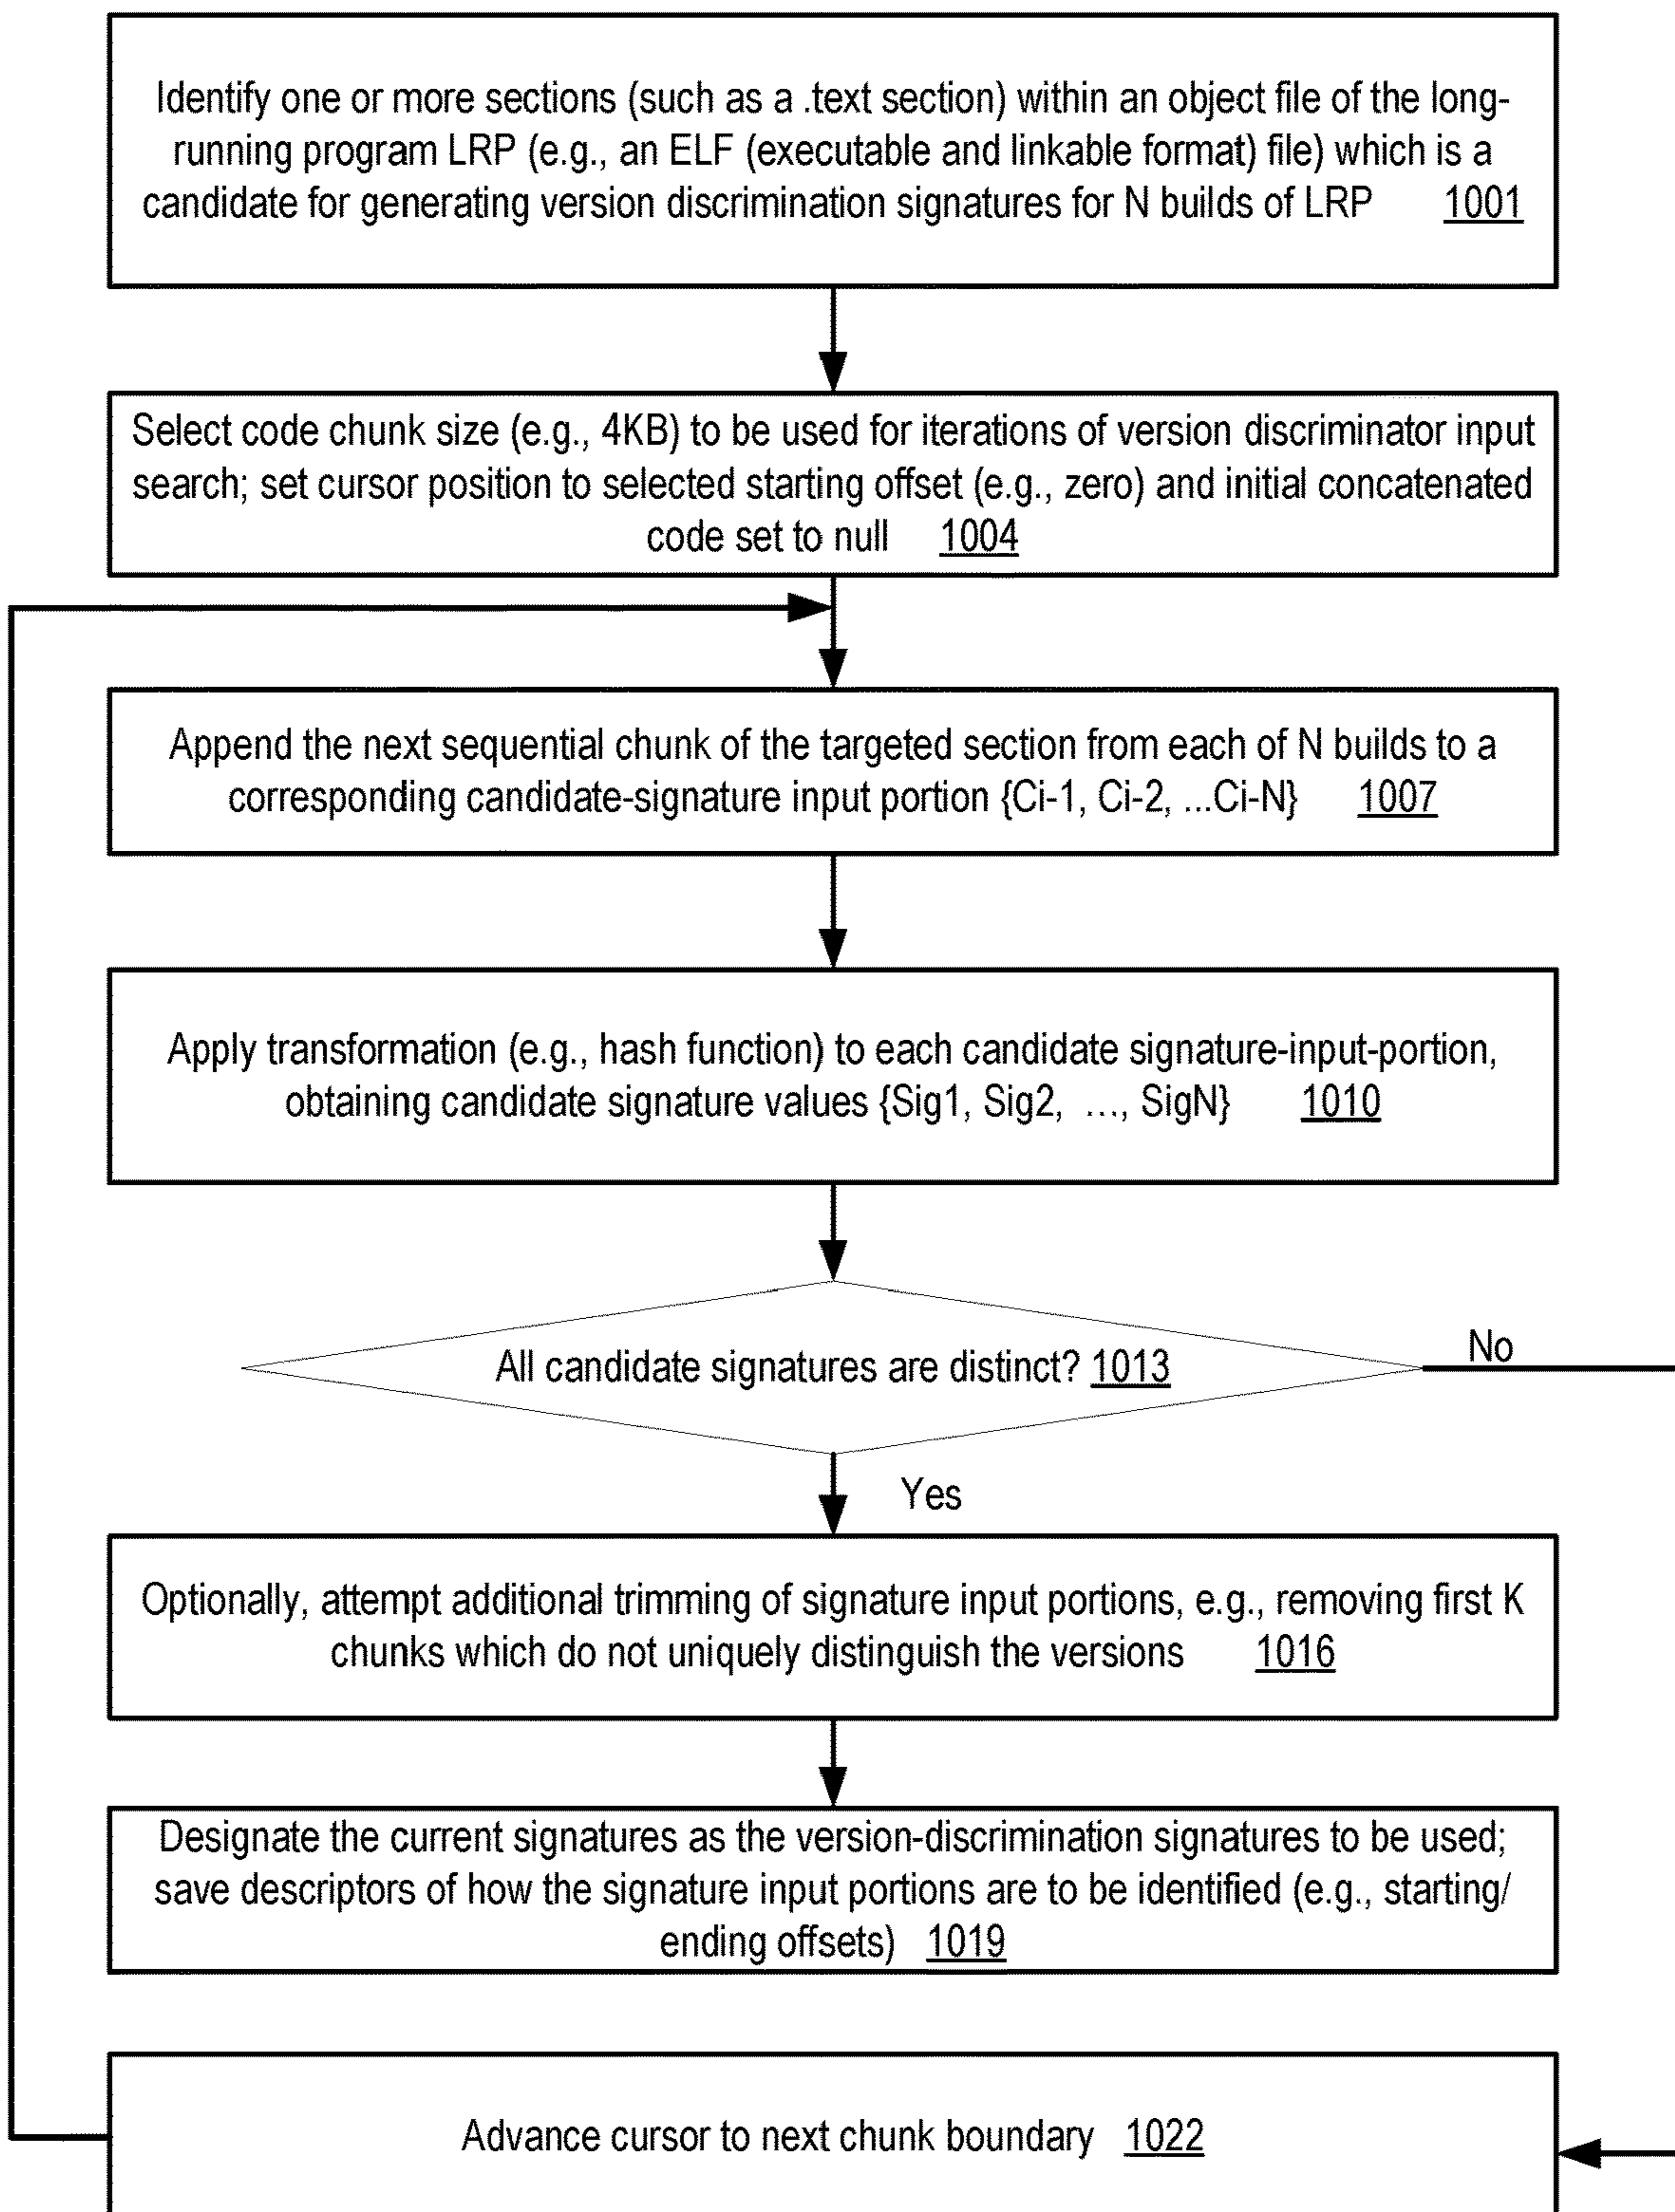 Identify one or more sections (such as a .text section) within an object file of the long-
running program LRP (e.g., an ELF (executable and linkable format) file) which is a
candidate for generating version discrimination signatures for N builds of LRP 1001
Select code chunk size (e.g., 4KB) to be used for iterations of version discriminator input
search; set cursor position to selected starting offset (e.g., zero) and initial concatenated
code set to null 1004
Append the next sequential chunk of the targeted section from each of N builds to a
corresponding candidate-signature input portion {Ci-1, Ci-2, ...Ci-N} 1007
Apply transformation (e.g., hash function) to each candidate signature-input-portion,
obtaining candidate signature values {Sig1, Sig2, ..., SigN} 1010
All candidate signatures are distinct? 1013
No
Yes
Optionally, attempt additional trimming of signature input portions, e.g., removing first K
chunks which do not uniquely distinguish the versions 1016
Designate the current signatures as the version-discrimination signatures to be used;
save descriptors of how the signature input portions are to be identified (e.g., starting/
ending offsets) 1019
Advance cursor to next chunk boundary 1022